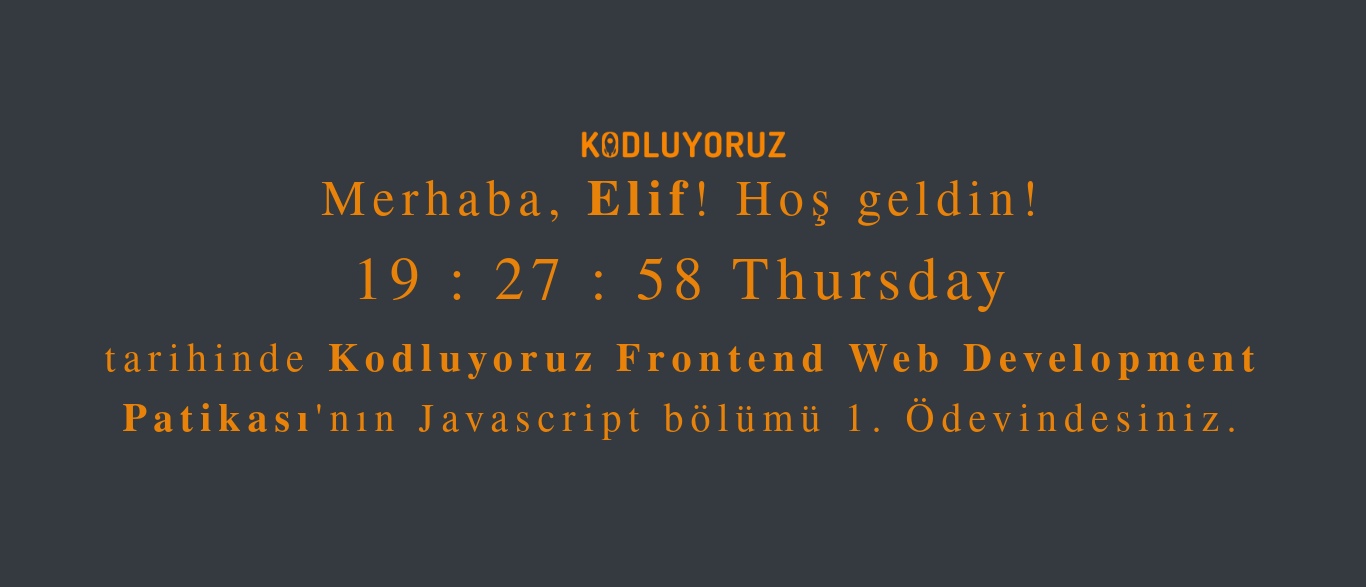 KODLUYORUZ
Merhaba, Elif! Hoş geldin!
19 : 27 : 58 Thursday
tarihinde Kodluyoruz Frontend Web Development
Patikası'nın Javascript bölümü 1. Ödevindesiniz.